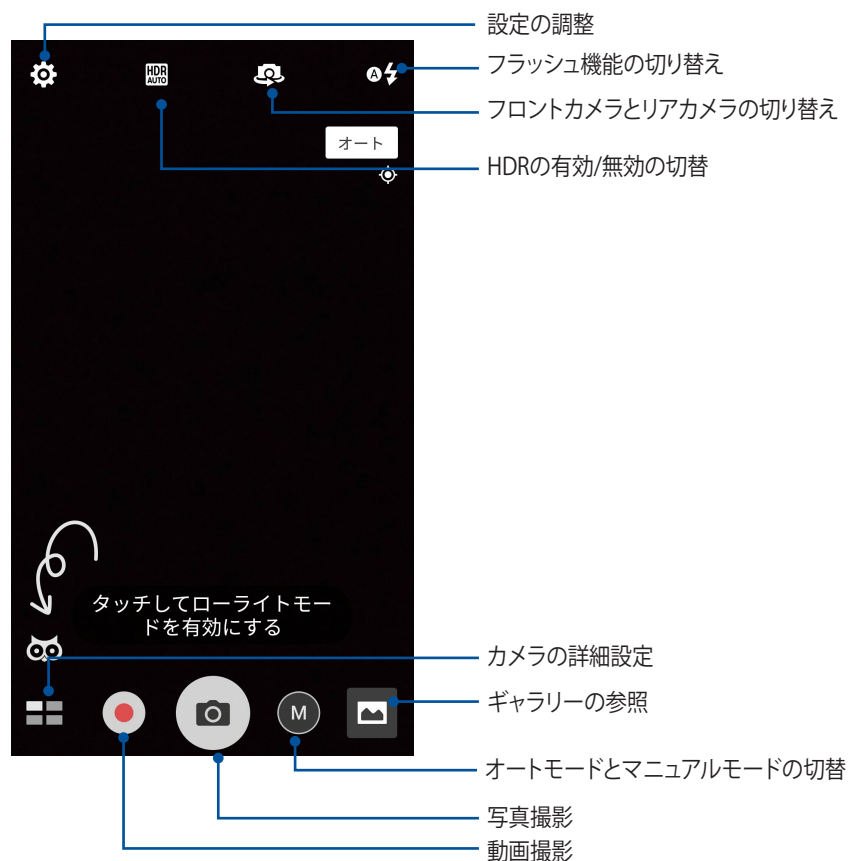 設定の調整
フラッシュ機能の切り替え
HDR
AUTO
A
フロントカメラとリアカメラの切り替え
オート
HDRの有効/無効の切替
タッチしてローライトモー
ドを有効にする
カメラの詳細設定
ギャラリーの参照
M
オートモードとマニュアルモードの切替
写真撮影
動画撮影